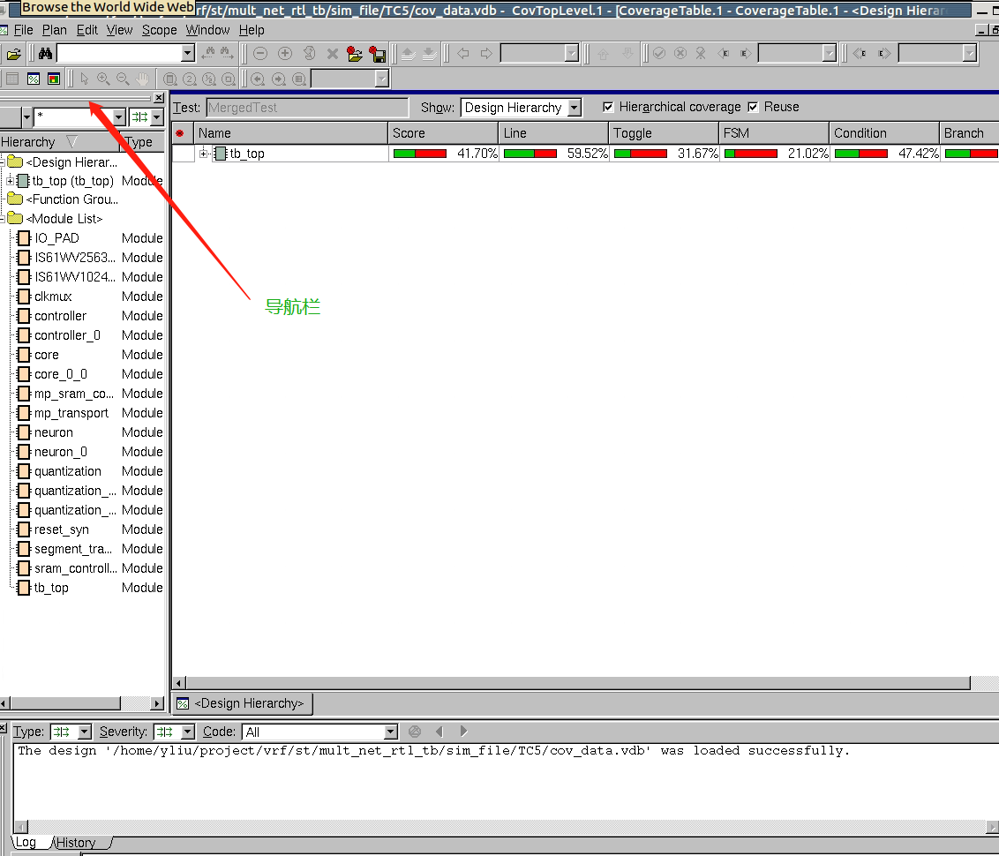 Browse the World Wide Web
rf/st/mult_net_rtl_tb/sim_file/TC5/cov_data.vdb - CovTopLevel.1 - [CoverageTable.1 - CoverageTable.1 - <Design Hierar
File Plan Edit View Scope Window Help
Test: MergedTest Show: Design Hierarchy Hierarchical coverage Reuse
*
Hierarchy Type
Name Score Line Toggle FSM Condition Branch
tb_top 41.70% 59.52% 31.67% 21.02% 47.42%
<Design Hierar...
tb_top (tb_top) Module
<Function Grou...
<Module List>
IO_PAD Module
IS61WV2563... Module
IS61WV1024... Module
clkmux Module
controller Module
controller_0 Module
core Module
core_0_0 Module
mp_sram_co... Module
mp_transport Module
neuron Module
neuron_0 Module
quantization Module
quantization_... Module
quantization_... Module
reset_syn Module
segment_tra... Module
sram_controll... Module
tb_top Module
导航栏
<Design Hierarchy>
Type: Severity: Code: All
The design '/home/yliu/project/vrf/st/mult_net_rtl_tb/sim_file/TC5/cov_data.vdb' was loaded successfully.
Log History